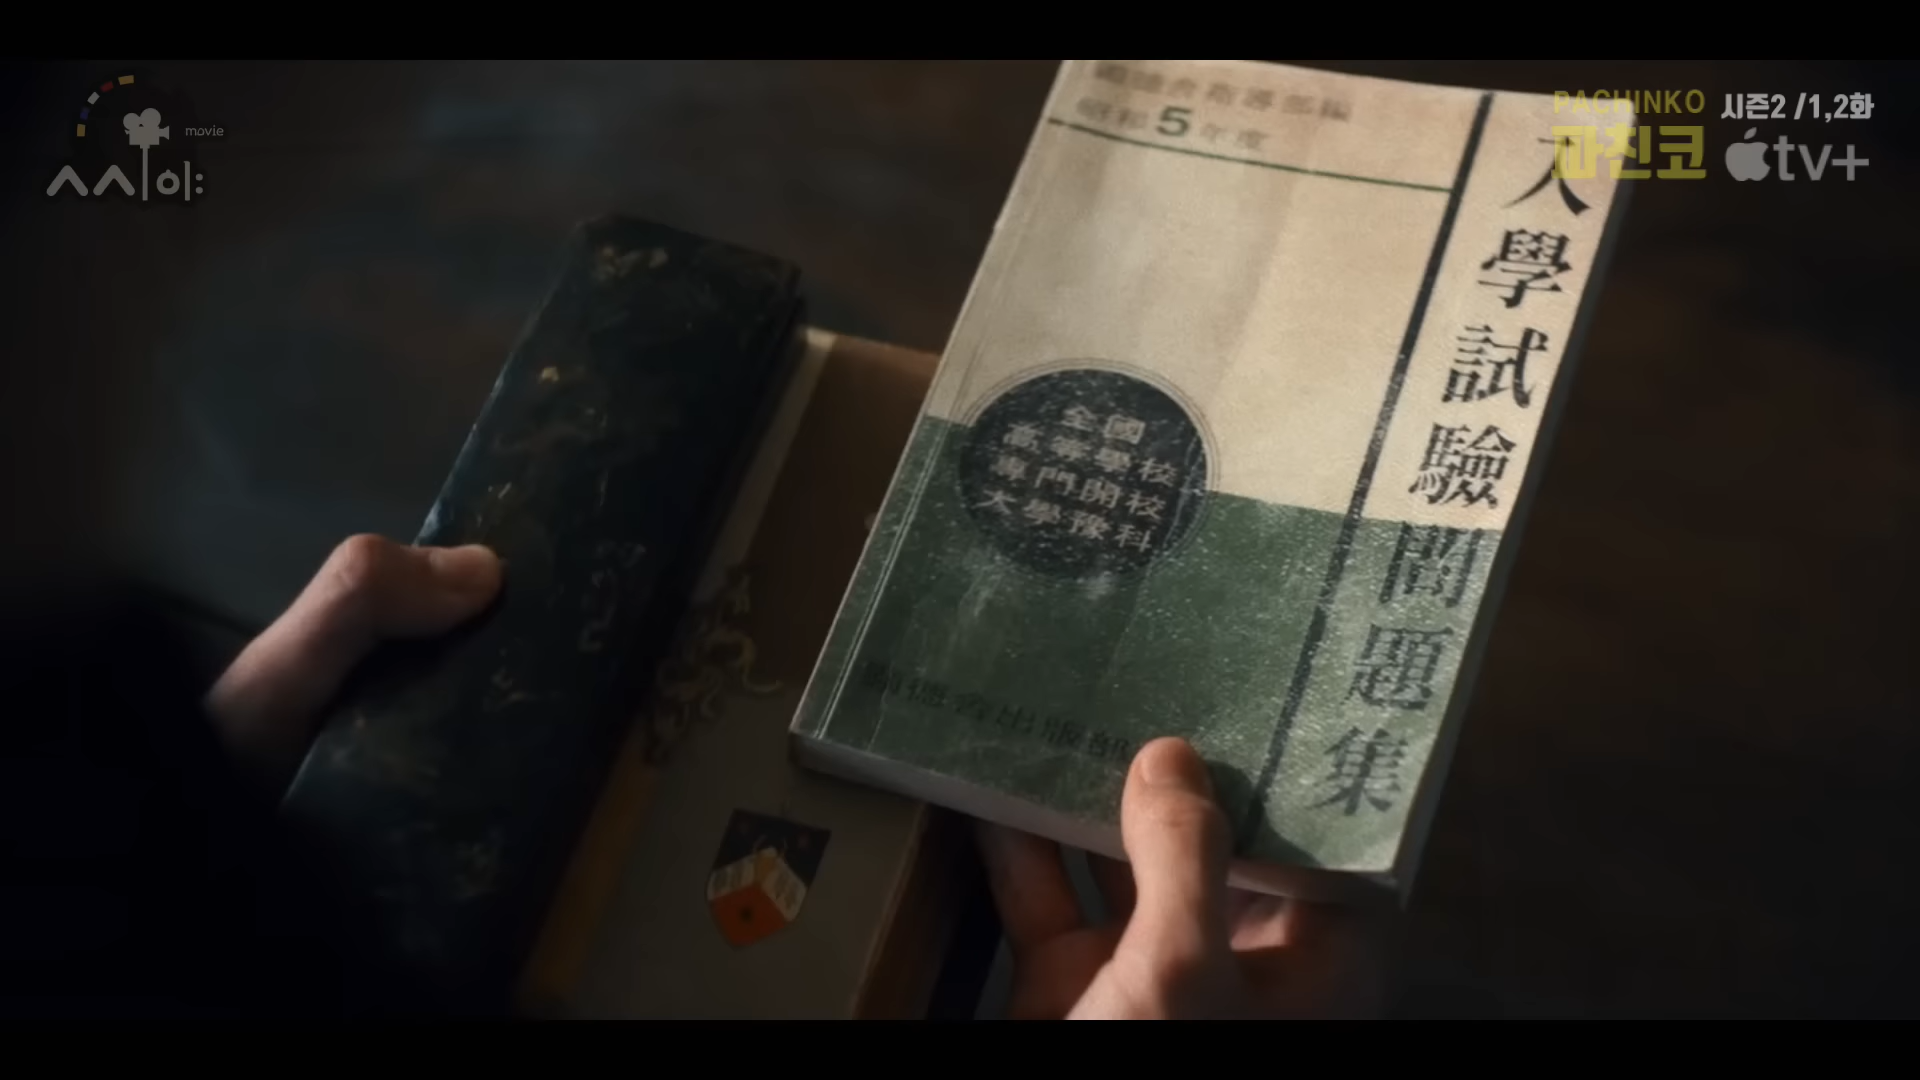 movie
ㅅㅅㅣ이:
PACHINKO
파친코
시즌2 /1,2화
tv+
昭和5年度
入學試驗問題集
全國
高等學校
專門開校
大學豫科